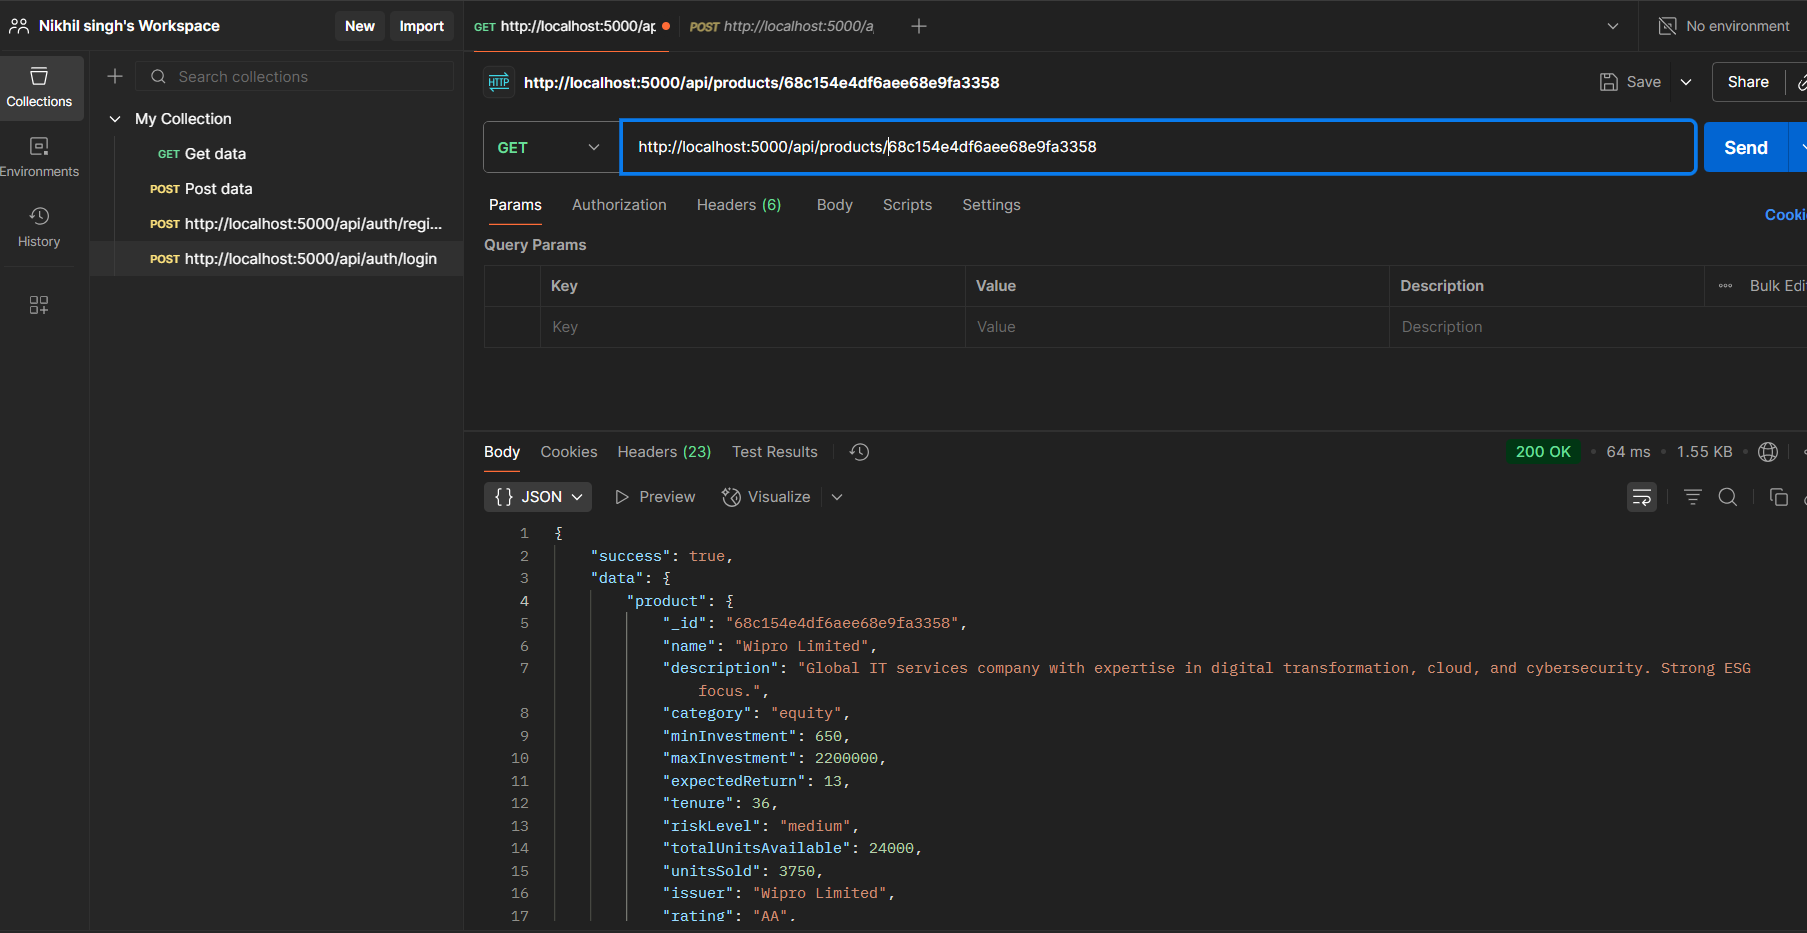 Nikhil singh's Workspace
New
Import
GET http://localhost:5000/ap
POST http://localhost:5000/a
No environment
Collections
Environments
History
Search collections
My Collection
GET Get data
POST Post data
POST http://localhost:5000/api/auth/regi...
POST http://localhost:5000/api/auth/login
HTTP http://localhost:5000/api/products/68c154e4df6aee68e9fa3358
Save
Share
GET
http://localhost:5000/api/products/68c154e4df6aee68e9fa3358
Send
Params Authorization Headers (6) Body Scripts Settings
Cooki
Query Params
Key Value Description ••• Bulk Edi
Key Value Description
Body Cookies Headers (23) Test Results
200 OK • 64 ms • 1.55 KB •
{} JSON Preview Visualize
1 {
2 "success": true,
3 "data": {
4 "product": {
5 "_id": "68c154e4df6aee68e9fa3358",
6 "name": "Wipro Limited",
7 "description": "Global IT services company with expertise in digital transformation, cloud, and cybersecurity. Strong ESG
focus.",
8 "category": "equity",
9 "minInvestment": 650,
10 "maxInvestment": 2200000,
11 "expectedReturn": 13,
12 "tenure": 36,
13 "riskLevel": "medium",
14 "totalUnitsAvailable": 24000,
15 "unitsSold": 3750,
16 "issuer": "Wipro Limited",
17 "rating": "AA",